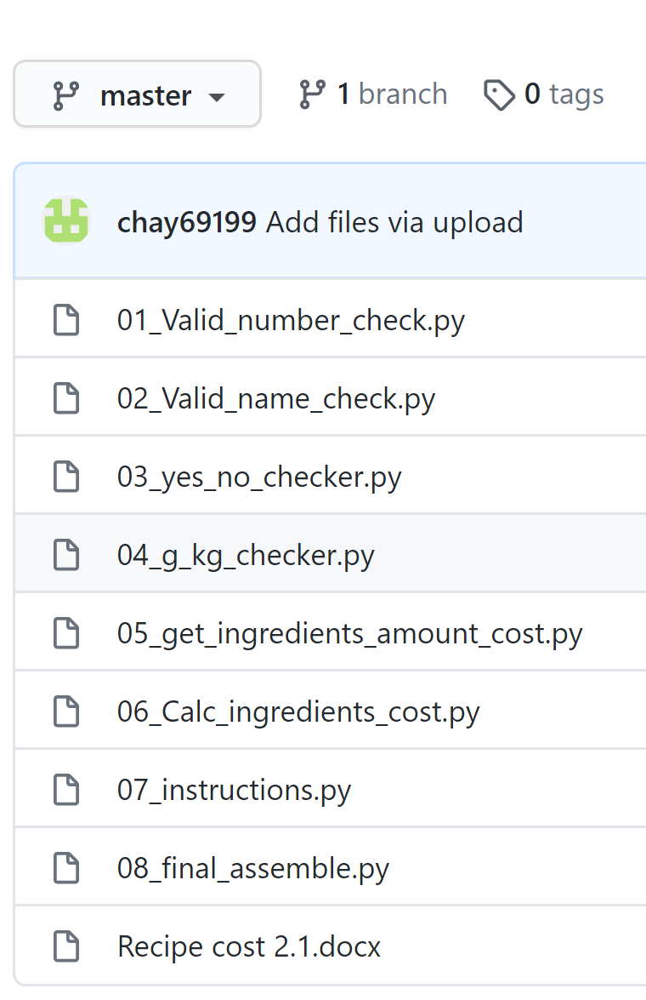 master 1 branch 0 tags
chay69199 Add files via upload
01_Valid_number_check.py
02_Valid_name_check.py
03_yes_no_checker.py
04_g_kg_checker.py
05_get_ingredients_amount_cost.py
06_Calc_ingredients_cost.py
07_instructions.py
08_final_assemble.py
Recipe cost 2.1.docx